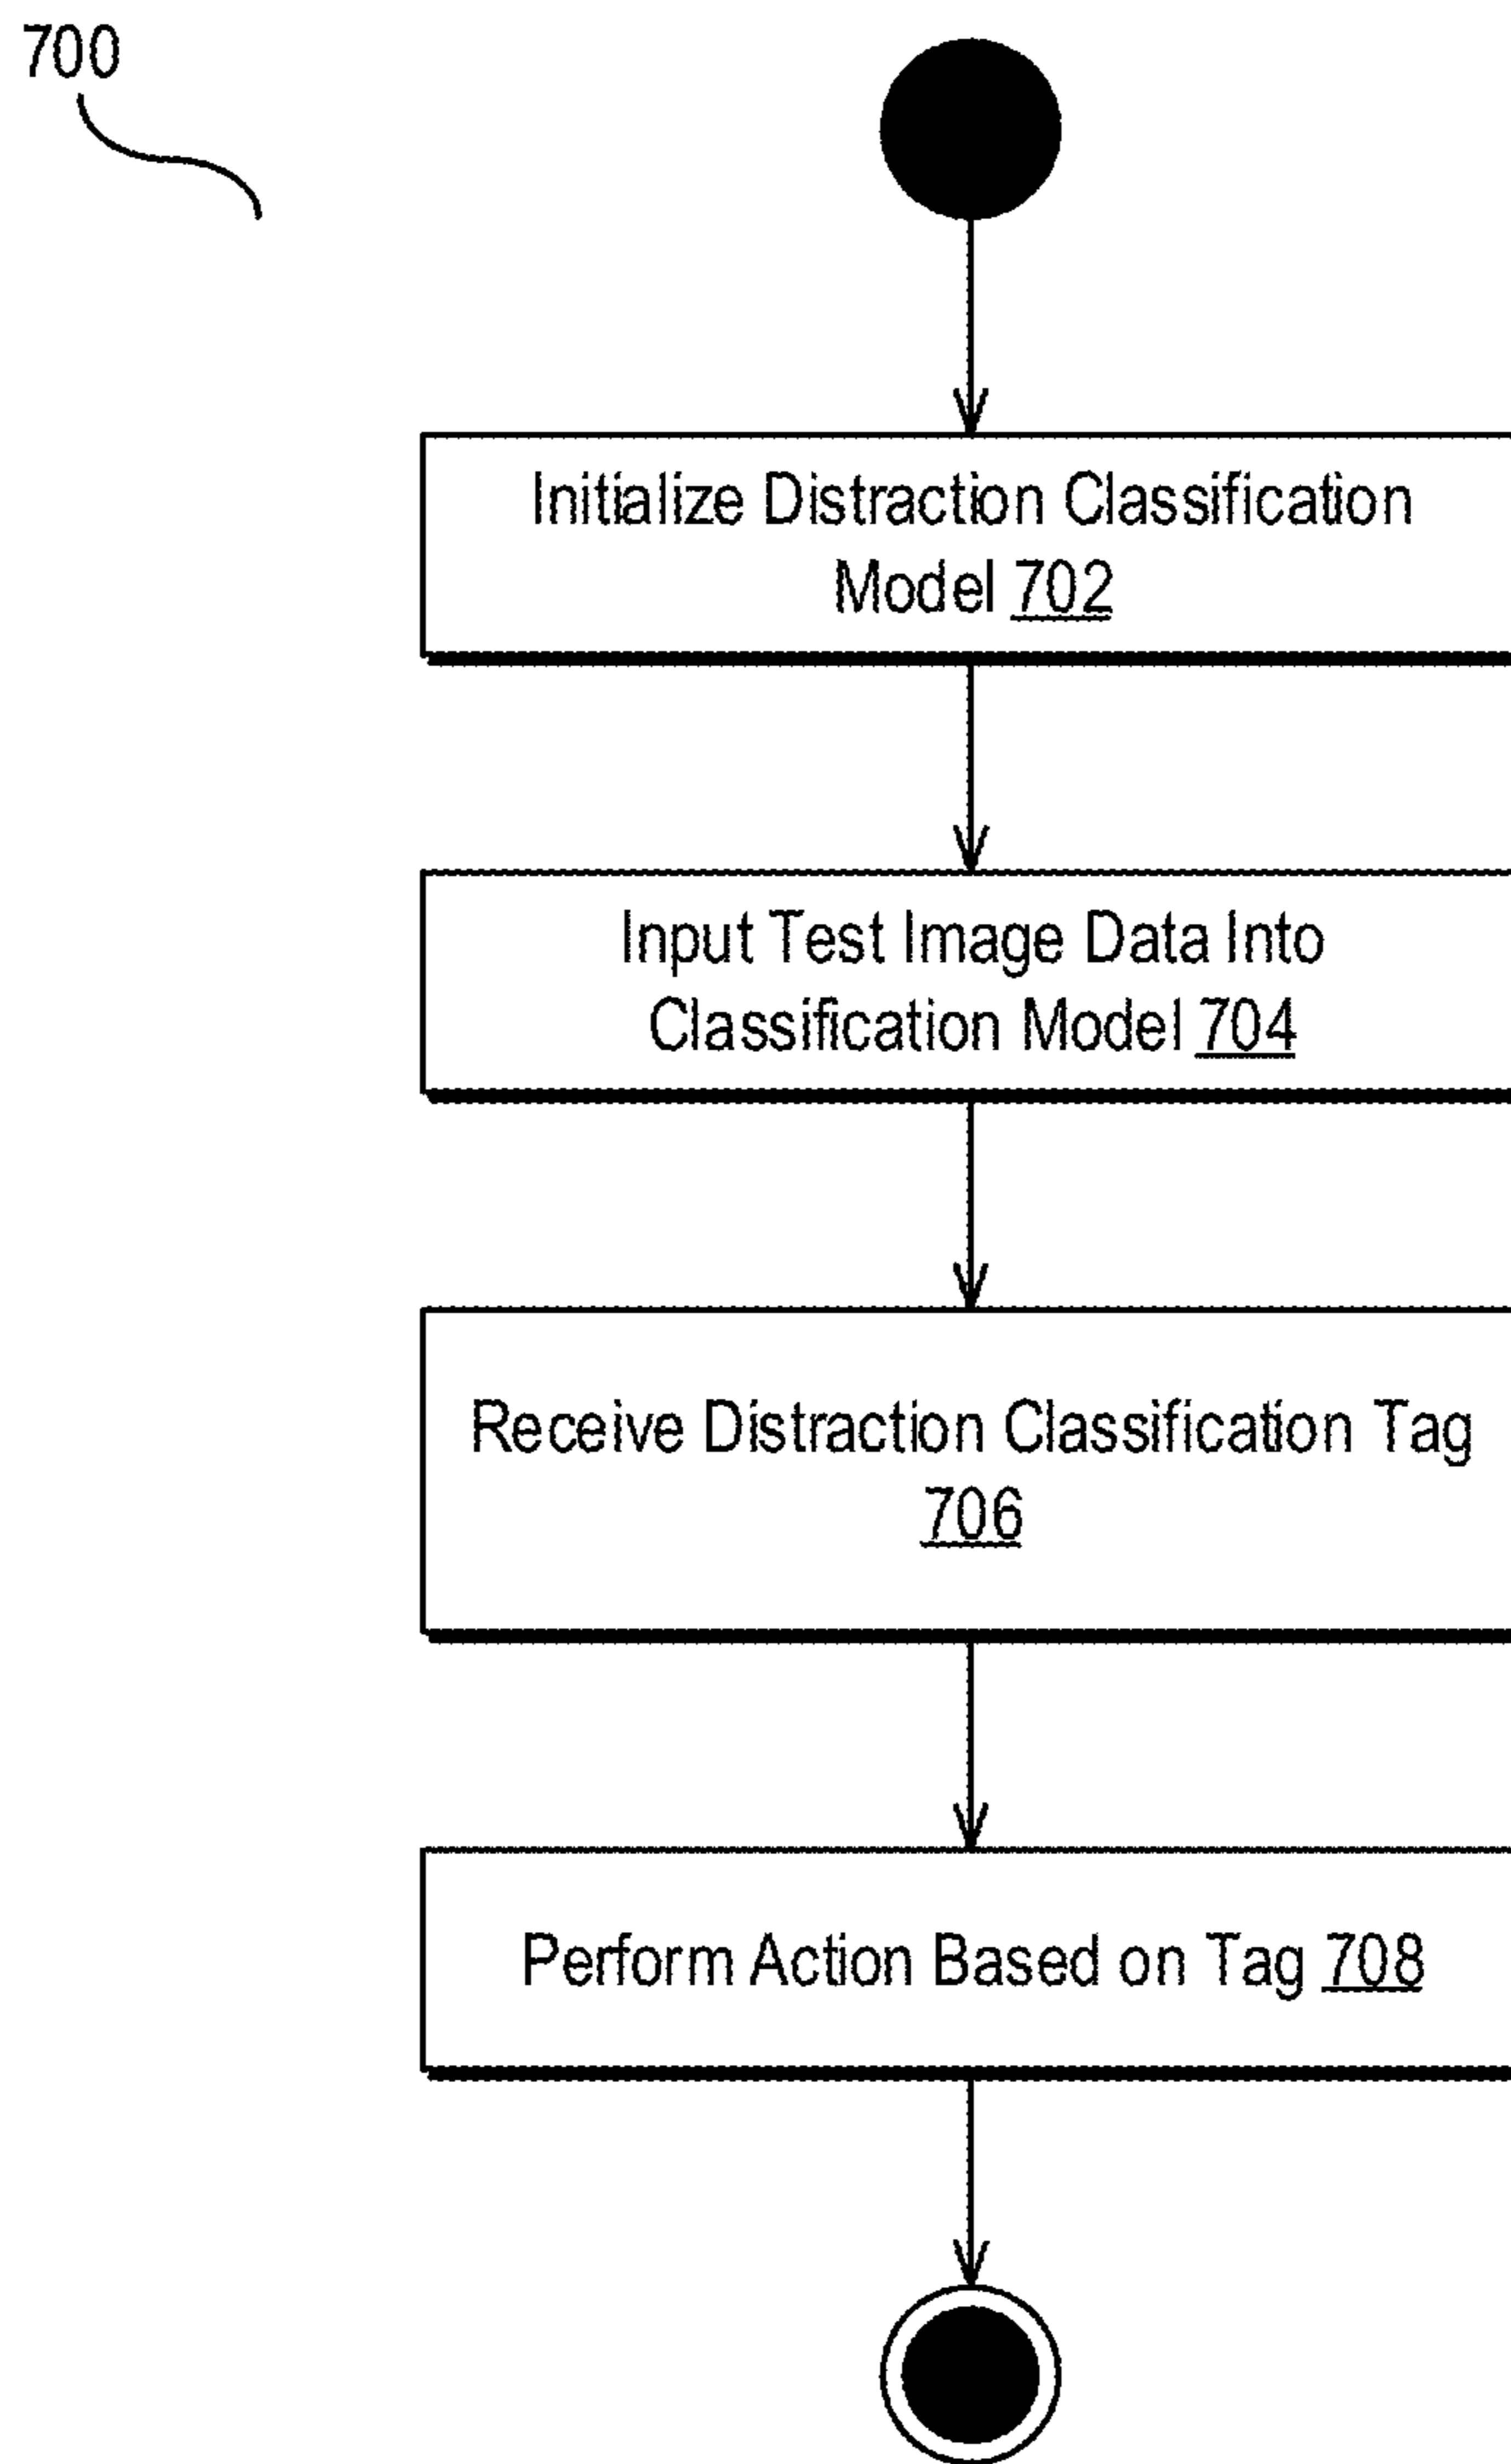 700
Initialize Distraction Classification
Model 702
Input Test Image Data Into
Classification Model 704
Receive Distraction Classification Tag
706
Perform Action Based on Tag 708